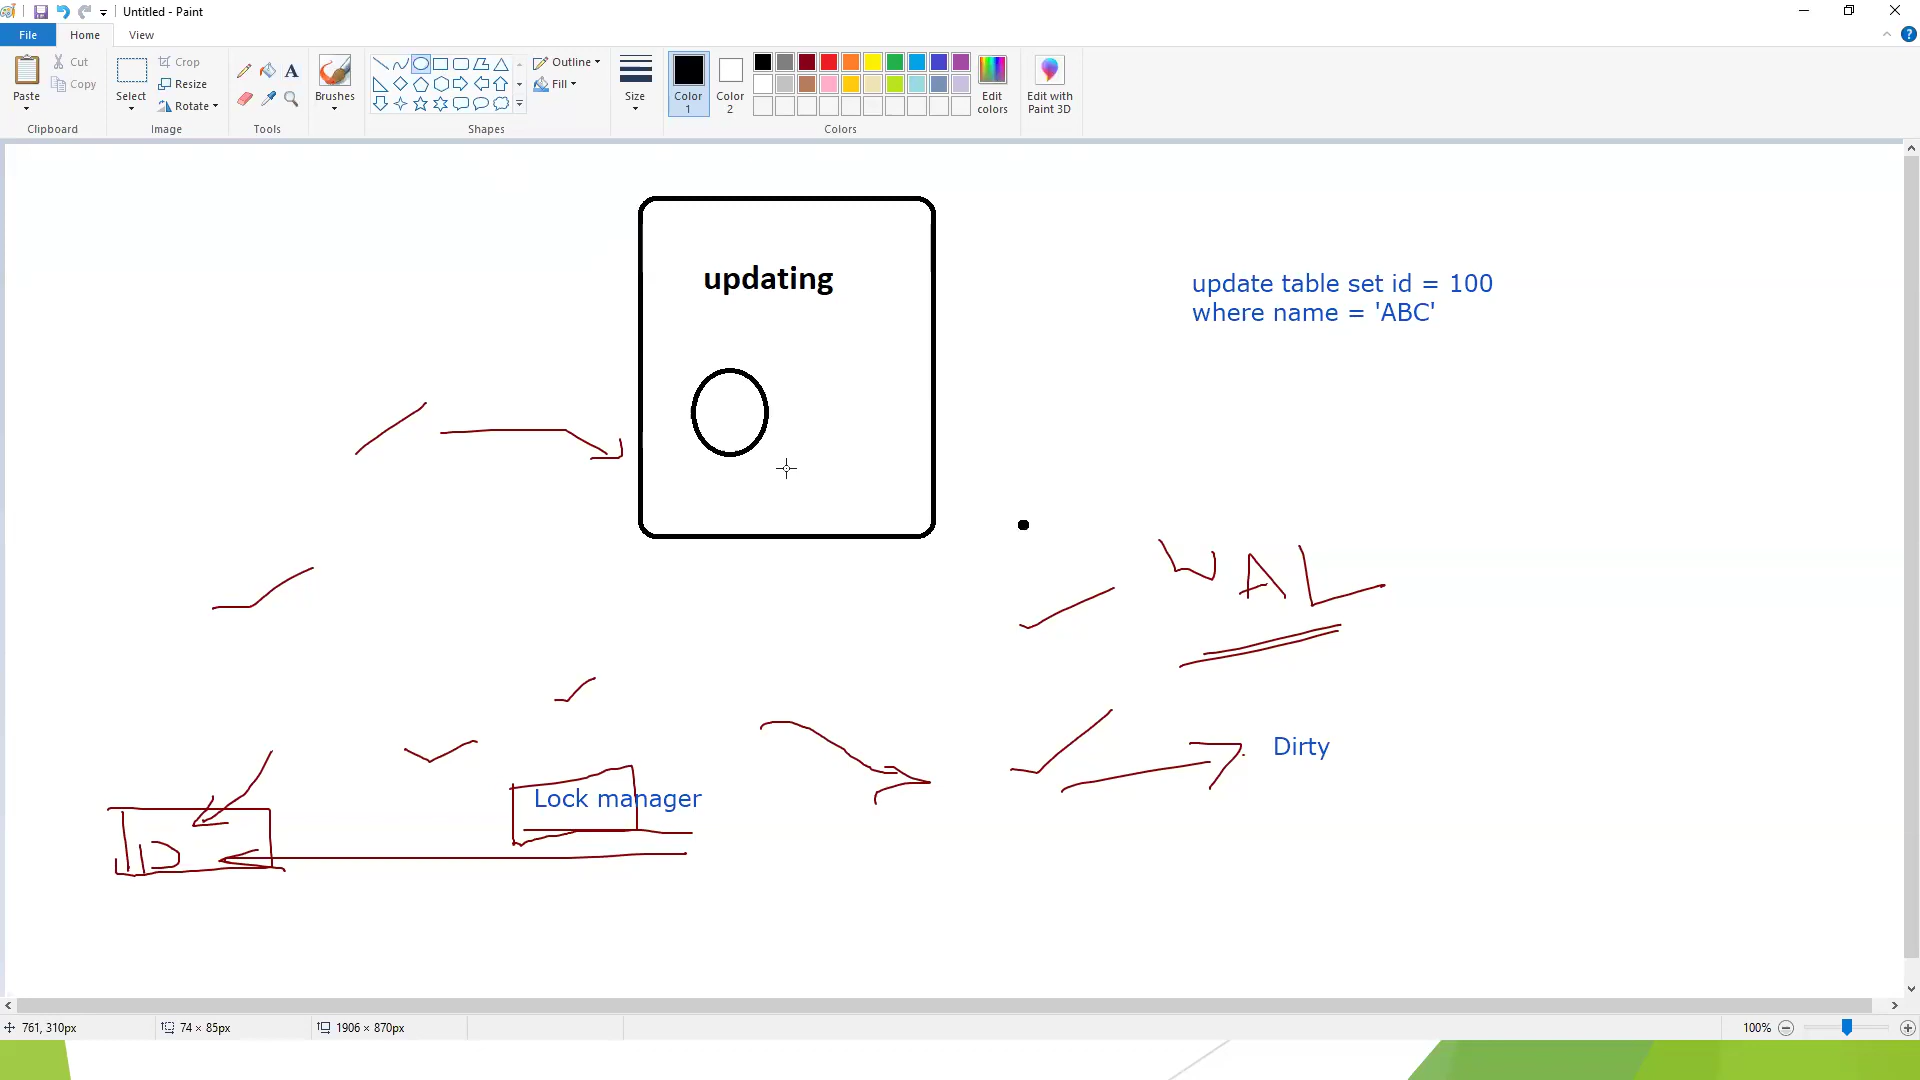 Untitled - Paint
File
Home
View
Paste
Cut
Copy
Clipboard
Select
Crop
Resize
Rotate
Image
A
Tools
Brushes
Outline
Fill
Shapes
Size
Color
1
Color
2
Edit
colors
Colors
Edit with
Paint 3D
?
updating
update table set id = 100
where name = 'ABC'
WAL
Dirty
Lock manager
D
761, 310px
74 × 85px
1906 × 870px
100%